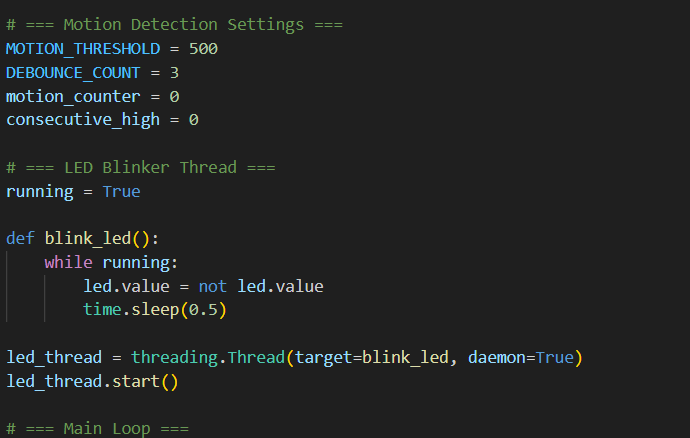 # === Motion Detection Settings ===
MOTION_THRESHOLD = 500
DEBOUNCE_COUNT = 3
motion_counter = 0
consecutive_high = 0
# === LED Blinker Thread ===
running = True
def blink_led():
    while running:
        led.value = not led.value
        time.sleep(0.5)
led_thread = threading.Thread(target=blink_led, daemon=True)
led_thread.start()
# === Main Loop ===